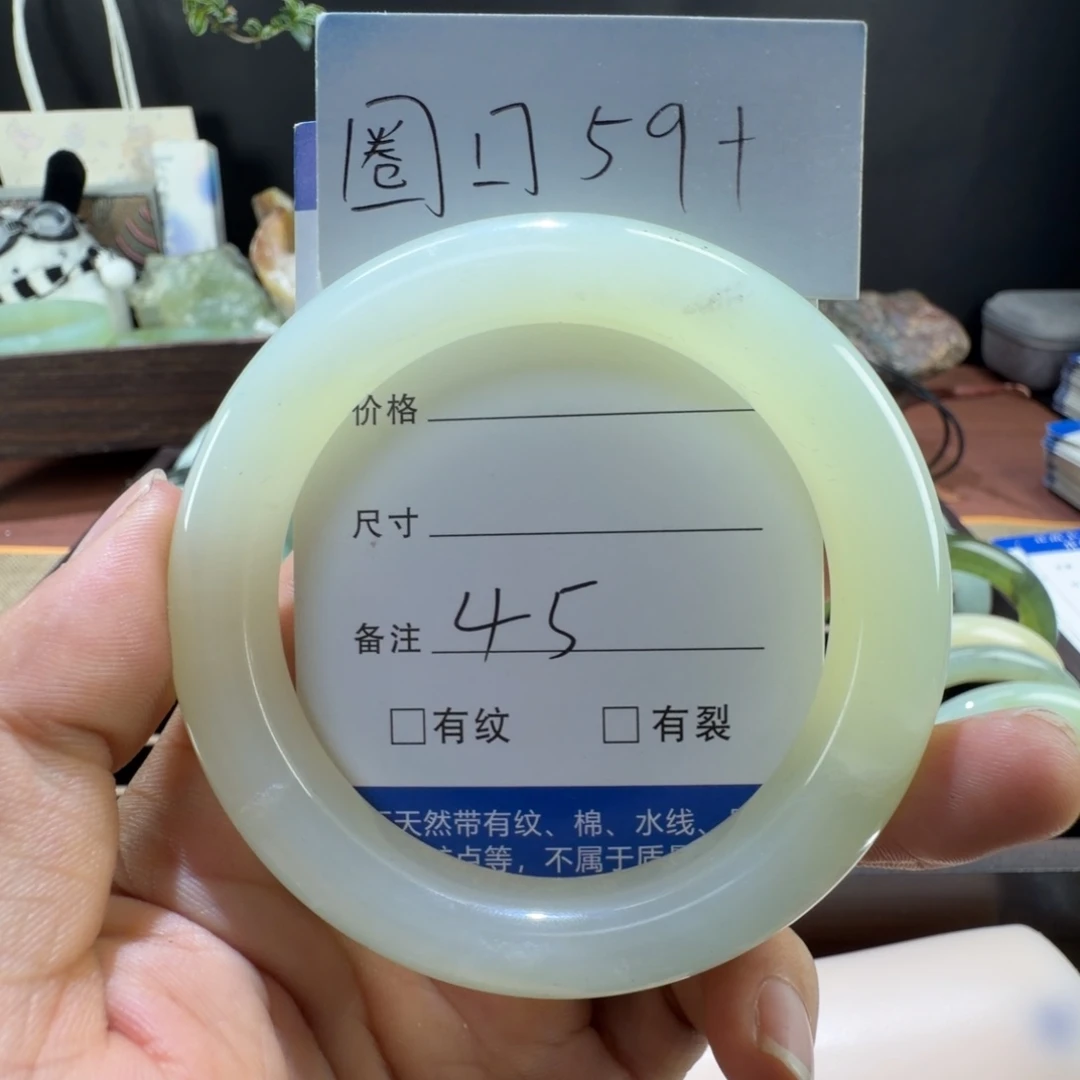 圈口59+
价格
尺寸
备注 45
□有纹 □有裂
天然带有纹、棉、水线、
点等，不属于质量